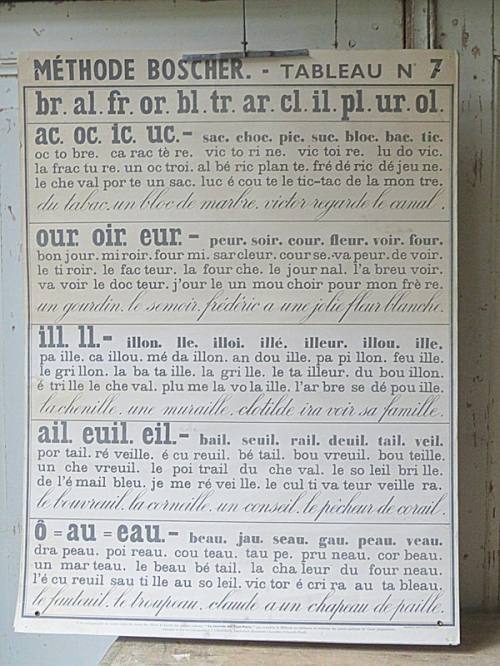 MÉTHODE BOSCHER. - TABLEAU N° 7
br. al. fr. or. bl. tr. ar. cl. il. pl. ur. ol.
ac. oc. ic. uc.- sac. choc. pic. suc. bloc. bac. tic.
oc to bre. ca rac tè re. vic to ri ne. vic toi re. lu do vic.
la frac tu re. un oc troi. al bé ric plan te. fré dé ric dé jeu ne.
le che val por te un sac. luc é cou te le tic-tac de la mon tre.
du tabac. un bloc de marbre. victor regarde le canal.
our. oir. eur. - peur. soir. cour. fleur. voir. four.
bon jour. mi roir. four mi. sar cleur. cour se.-va peur. de voir.
le ti roir. le fac teur. la four che. le jour nal. l'a breu voir.
va voir le doc teur. j'our le un mou choir pour mon frè re.
un gourdin. le semoir. frédéric a une jolie fleur blanche.
ill. ll.- illon. lle. illoi. illé. illeur. illou. ille.
pa ille. ca illou. mé da illon. an dou ille. pa pi llon. feu ille.
le gri llon. la ba ta ille. la gri lle. le ta illeur. du bou illon.
é tri lle le che val. plu me la vo la ille. l'ar bre se dé pou ille.
la chenille. une muraille. clotilde ira voir sa famille.
ail. euil. eil.- bail. seuil. rail. deuil. tail. veil.
por tail. ré veille. é cu reuil. bé tail. bou vreuil. bou teille.
un che vreuil. le poi trail du che val. le so leil bri lle.
de l'é mail bleu. je me ré vei lle. le cul ti va teur veille ra.
le bouvreuil. la corneille. un conseil. le pêcheur de corail.
ô = au = eau.- beau. jau. seau. gau. peau. veau.
dra peau. poi reau. cou teau. tau pe. pru neau. cor beau.
un mar teau. le beau bé tail. la cha leur du four neau.
l'é cu reuil sau ti lle au so leil. vic tor é cri ra au ta bleau.
le fauteuil. le troupeau. claude a un chapeau de paille.